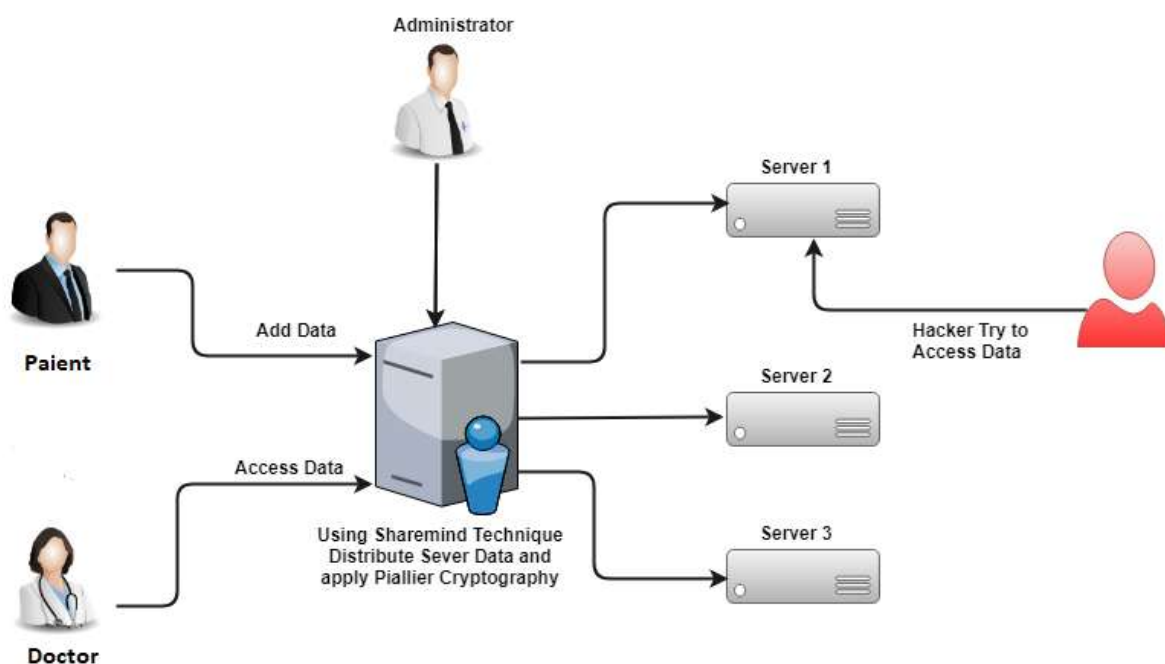 Administrator
Server 1
Add Data
Hacker Try to
Access Data
Paient
Server 2
Access Data
Using Sharemind Technique
Distribute Sever Data and
apply Piallier Cryptography
Server 3
Doctor